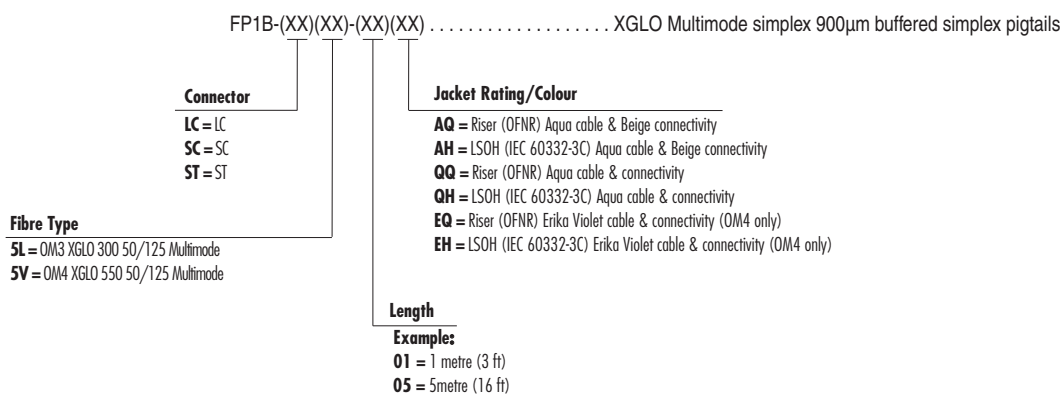 FP1B-(XX)(XX)-(XX)(XX) . . . . . . . . . . . . . . . . . . . XGLO Multimode simplex 900µm buffered simplex pigtails
Connector
LC = LC
SC = SC
ST = ST
Jacket Rating/Colour
AQ = Riser (OFNR) Aqua cable & Beige connectivity
AH = LSOH (IEC 60332-3C) Aqua cable & Beige connectivity
QQ = Riser (OFNR) Aqua cable & connectivity
QH = LSOH (IEC 60332-3C) Aqua cable & connectivity
EQ = Riser (OFNR) Erika Violet cable & connectivity (OM4 only)
EH = LSOH (IEC 60332-3C) Erika Violet cable & connectivity (OM4 only)
Fibre Type
5L = OM3 XGLO 300 50/125 Multimode
5V = OM4 XGLO 550 50/125 Multimode
Length
Example:
01 = 1 metre (3 ft)
05 = 5metre (16 ft)